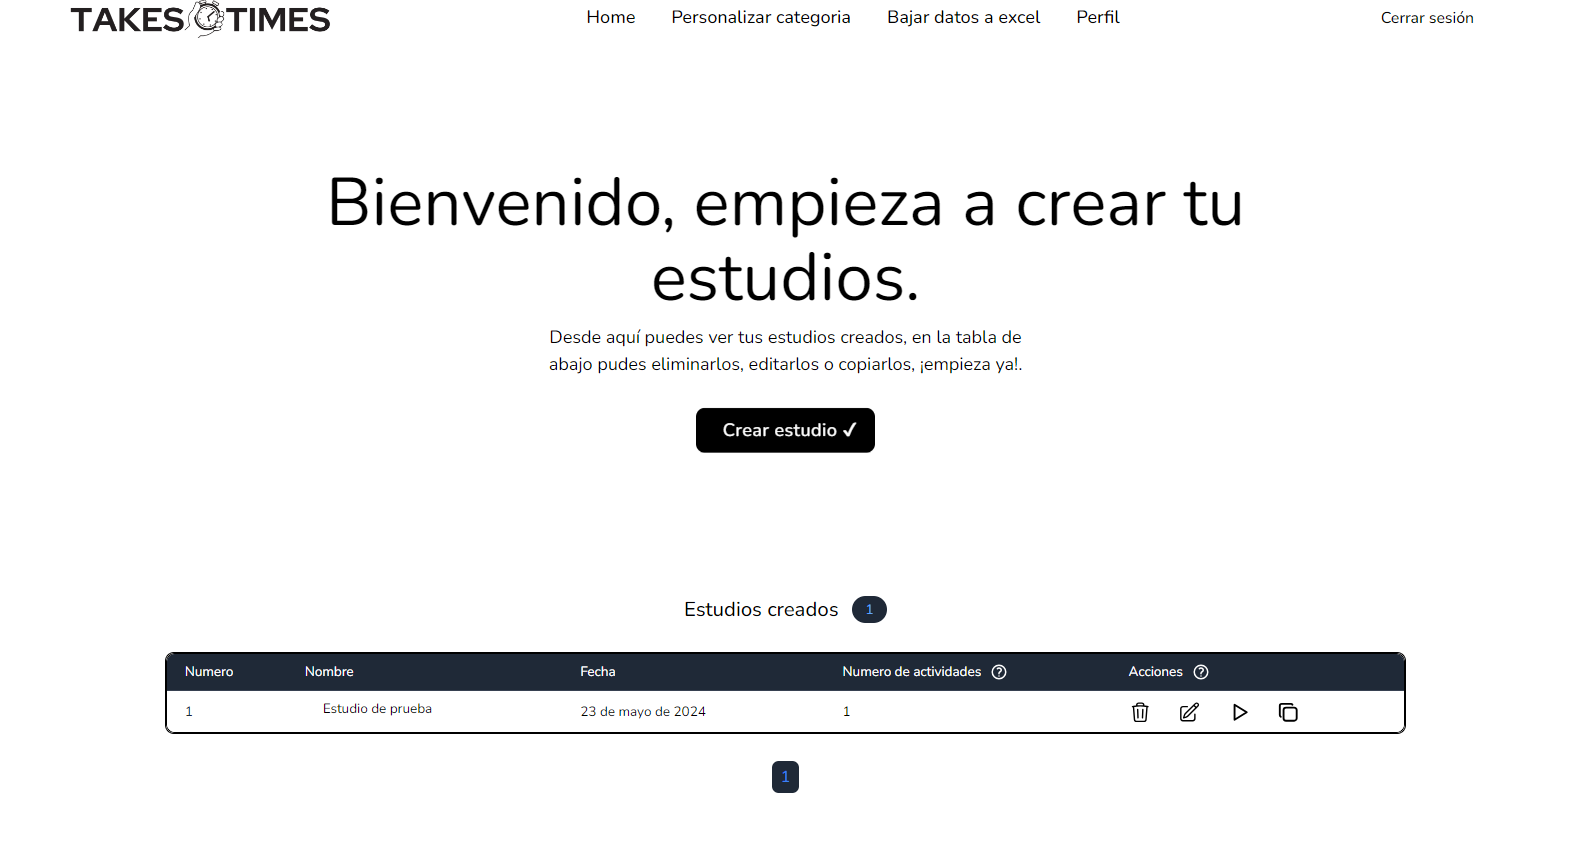 TAKES TIMES
Home Personalizar categoria Bajar datos a excel Perfil Cerrar sesión
Bienvenido, empieza a crear tu
estudios.
Desde aquí puedes ver tus estudios creados, en la tabla de
abajo pudes eliminarlos, editarlos o copiarlos, ¡empieza ya!.
Crear estudio ✓
Estudios creados 1
Numero Nombre Fecha Numero de actividades ? Acciones ?
1 Estudio de prueba 23 de mayo de 2024 1
1